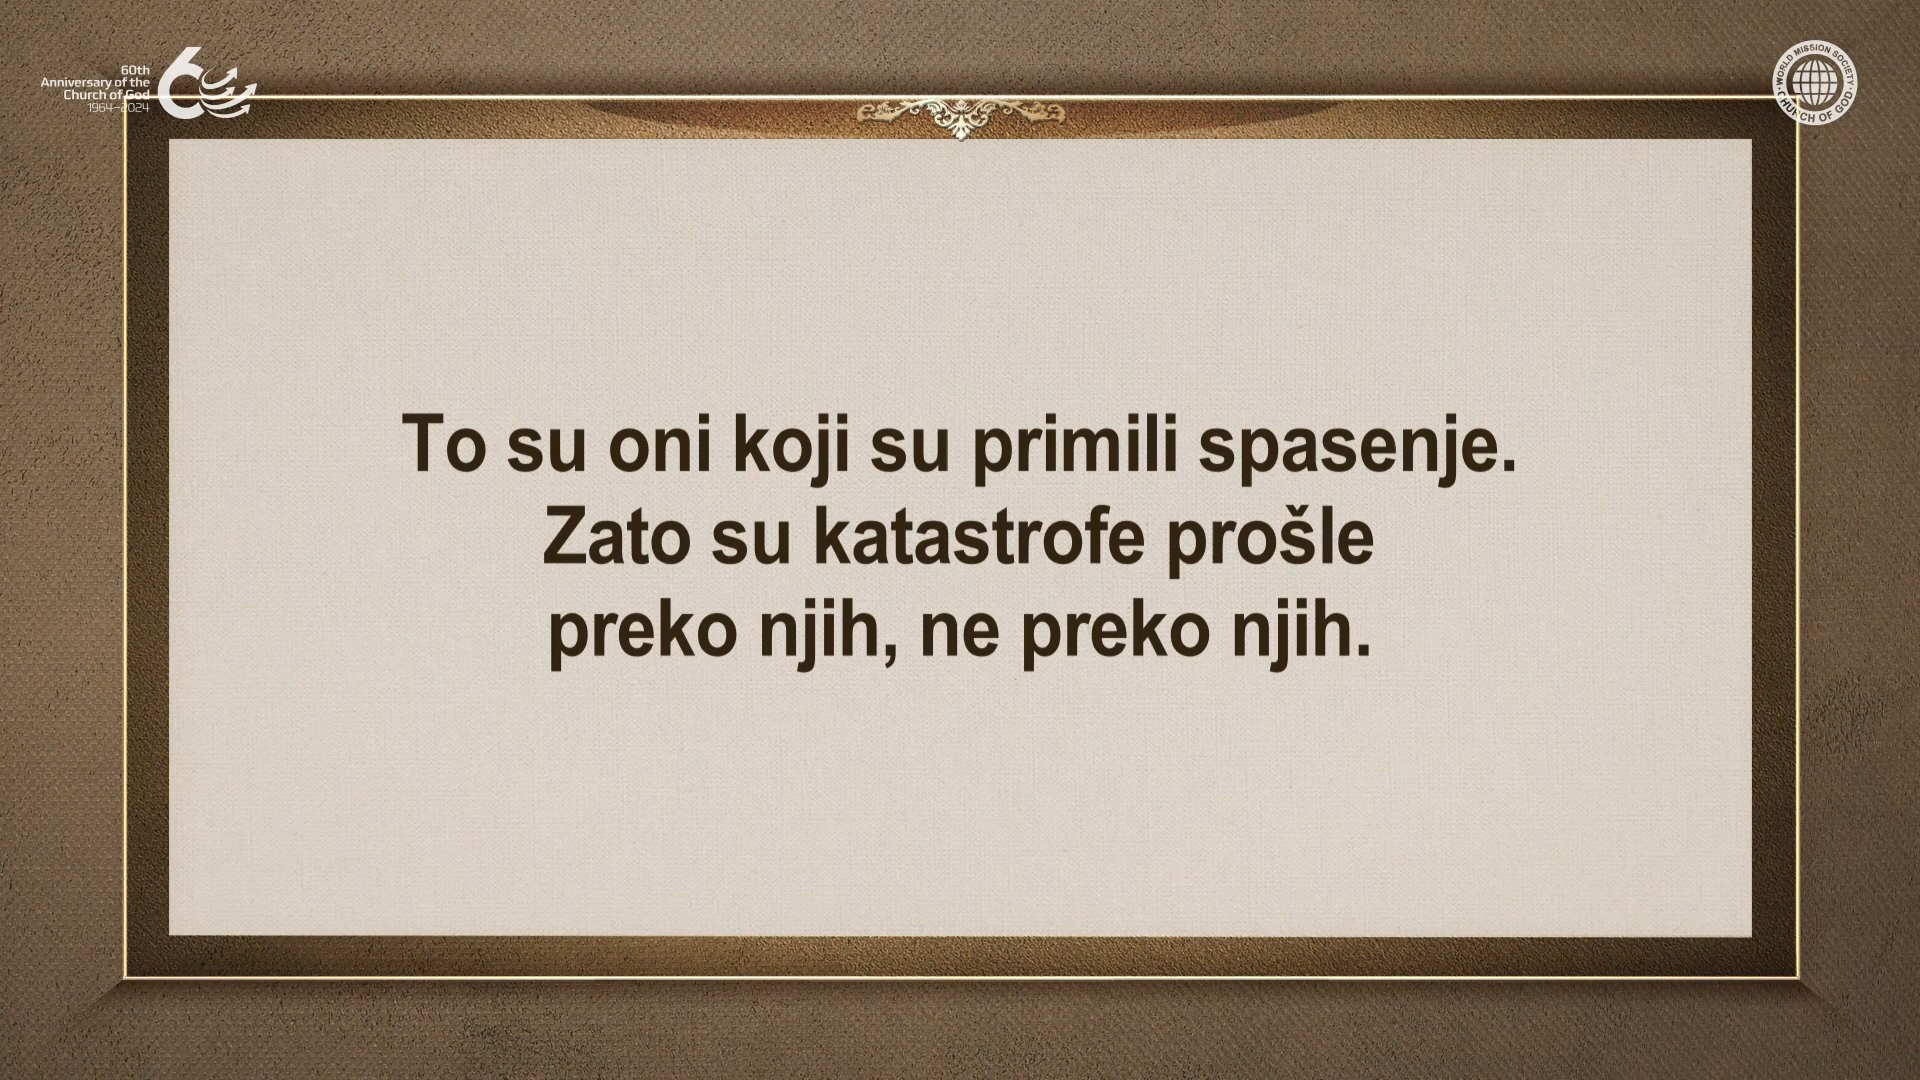 60th
Anniversary of the
Church of God
1964–2024
WORLD MISSION SOCIETY
CHURCH OF GOD
To su oni koji su primili spasenje.
Zato su katastrofe prošle
preko njih, ne preko njih.